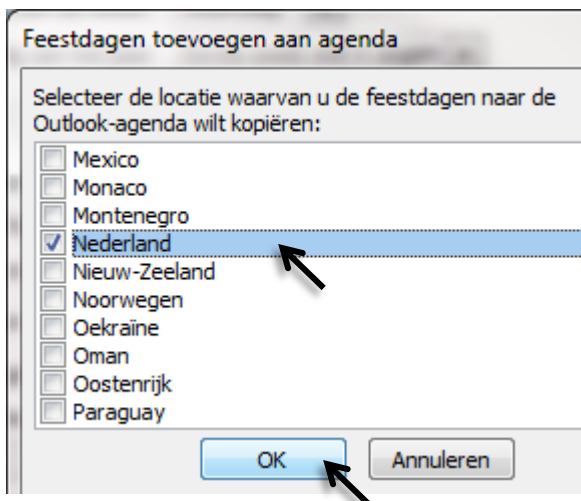 Feestdagen toevoegen aan agenda
Selecteer de locatie waarvan u de feestdagen naar de
Outlook-agenda wilt kopiëren:
Mexico
Monaco
Montenegro
Nederland
Nieuw-Zeeland
Noorwegen
Oekraïne
Oman
Oostenrijk
Paraguay
OK Annuleren